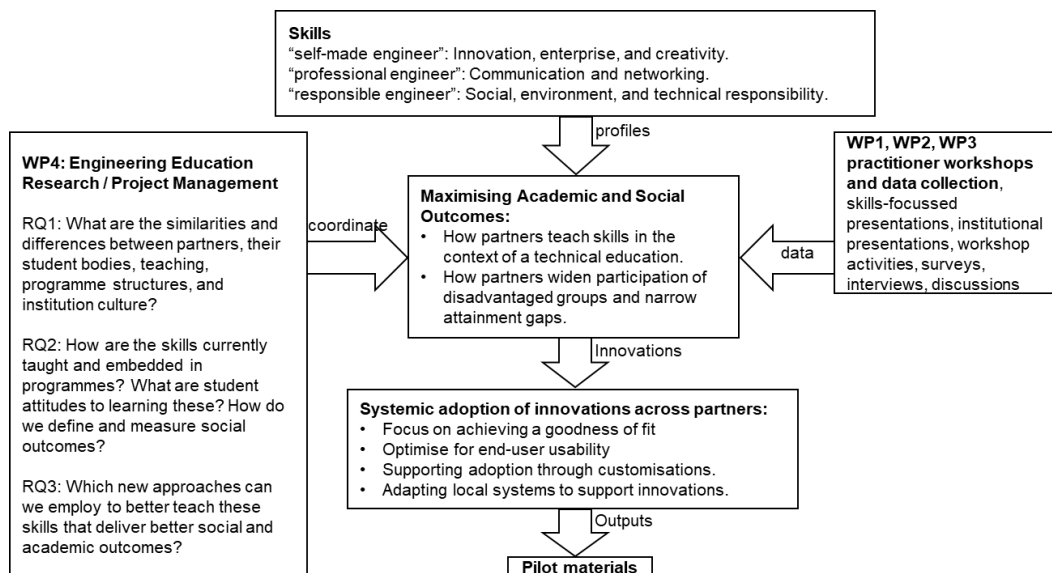 Skills
“self-made engineer”: Innovation, enterprise, and creativity.
“professional engineer”: Communication and networking.
“responsible engineer”: Social, environment, and technical responsibility.
profiles
WP4: Engineering Education
Research / Project Management
RQ1: What are the similarities and
differences between partners, their
student bodies, teaching,
programme structures, and
institution culture?
RQ2: How are the skills currently
taught and embedded in
programmes? What are student
attitudes to learning these? How do
we define and measure social
outcomes?
RQ3: Which new approaches can
we employ to better teach these
skills that deliver better social and
academic outcomes?
coordinate
Maximising Academic and Social
Outcomes:
• How partners teach skills in the
context of a technical education.
• How partners widen participation of
disadvantaged groups and narrow
attainment gaps.
WP1, WP2, WP3
practitioner workshops
and data collection,
skills-focussed
presentations, institutional
presentations, workshop
activities, surveys,
interviews, discussions
data
Innovations
Systemic adoption of innovations across partners:
• Focus on achieving a goodness of fit
• Optimise for end-user usability
• Supporting adoption through customisations.
• Adapting local systems to support innovations.
Outputs
Pilot materials